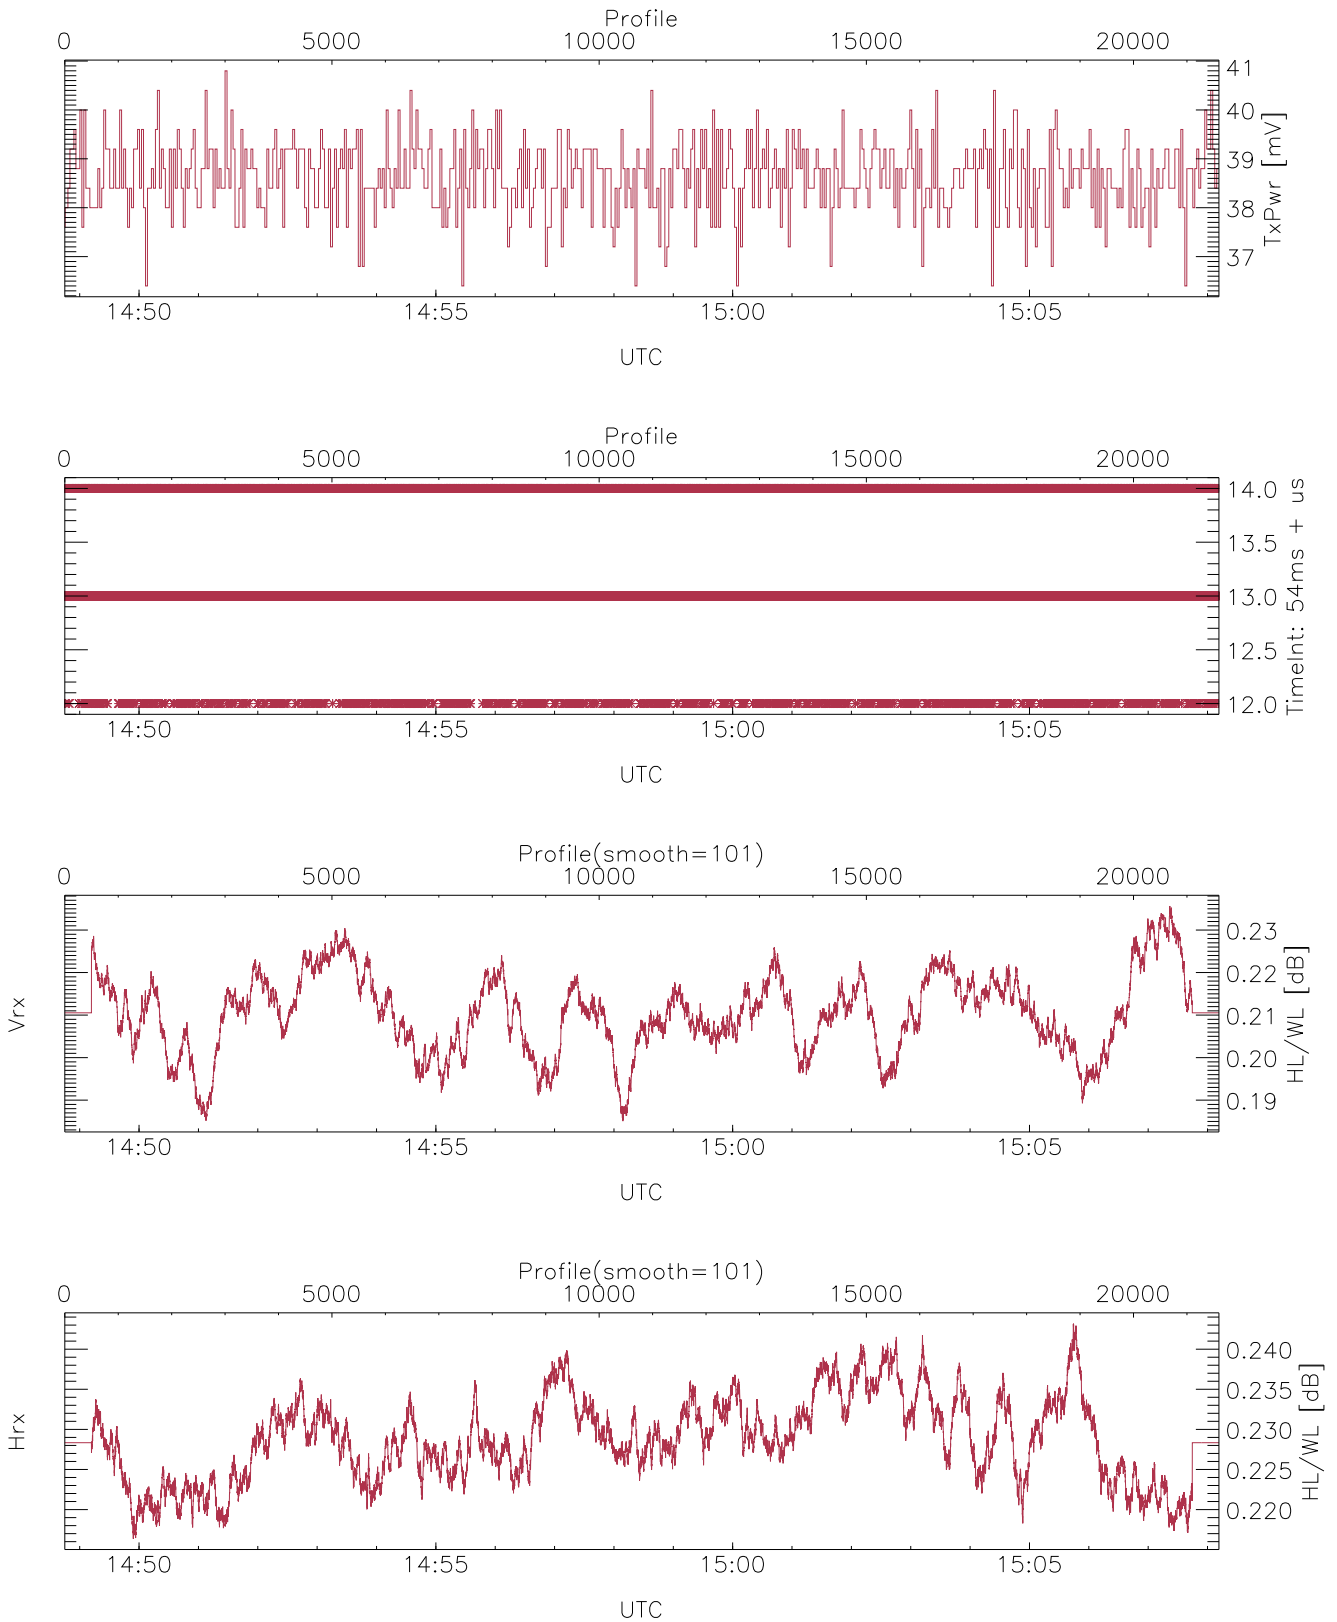 Profile
0 5000 10000 15000 20000
41
40
39
38
37
TxPwr [mV]
14:50 14:55 15:00 15:05
UTC
Profile
0 5000 10000 15000 20000
14.0
13.5
13.0
12.5
12.0
TimeInt: 54ms + us
14:50 14:55 15:00 15:05
UTC
Profile(smooth=101)
0 5000 10000 15000 20000
Vrx
0.23
0.22
0.21
0.20
0.19
HL/WL [dB]
14:50 14:55 15:00 15:05
UTC
Profile(smooth=101)
0 5000 10000 15000 20000
Hrx
0.240
0.235
0.230
0.225
0.220
HL/WL [dB]
14:50 14:55 15:00 15:05
UTC